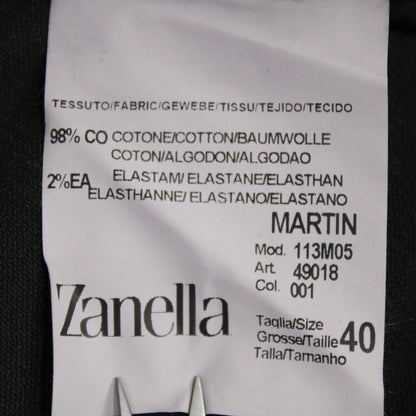 TESSUTO/FABRIC/GEWEBE/TISSU/TEJIDO/TECIDO
98% CO COTONE/COTTON/BAUMWOLLE
COTON/ALGODON/ALGODAO
2%EA ELASTAM/ELASTANE/ELASTHAN
ELASTHANNE/ELASTANO/ELASTANO
MARTIN
Mod. 113M05
Art. 49018
Col. 001
Zanella
Taglia/Size
Grosse/Taille 40
Talla/Tamanho